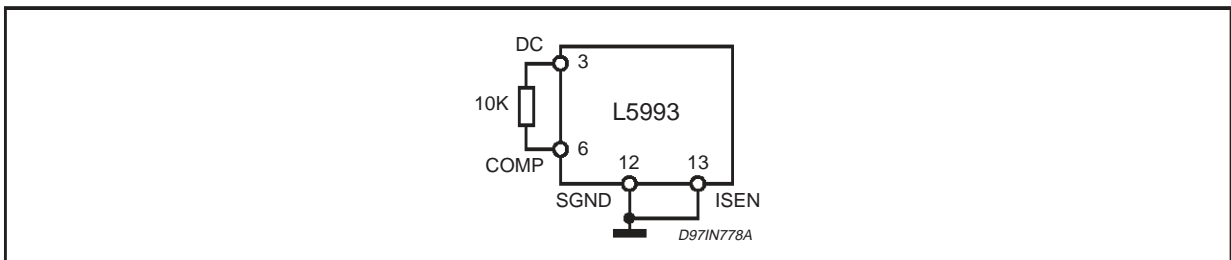 DC
3
10K
L5993
6
COMP
12
13
SGND
ISEN
D97IN778A